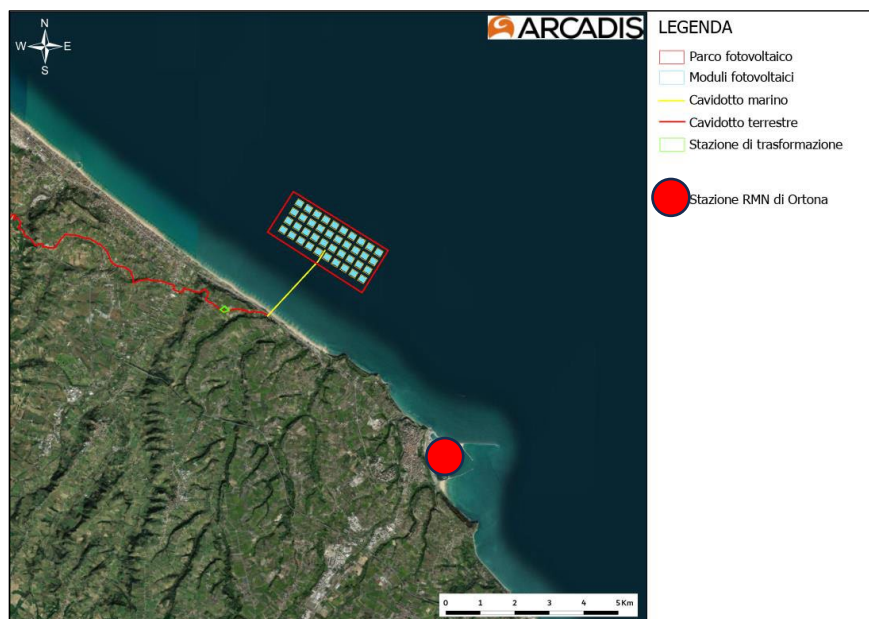 N
W E
S
ARCADIS
LEGENDA
Parco fotovoltaico
Moduli fotovoltaici
Cavidotto marino
Cavidotto terrestre
Stazione di trasformazione
Stazione RMN di Ortona
0 1 2 3 4 5 Km